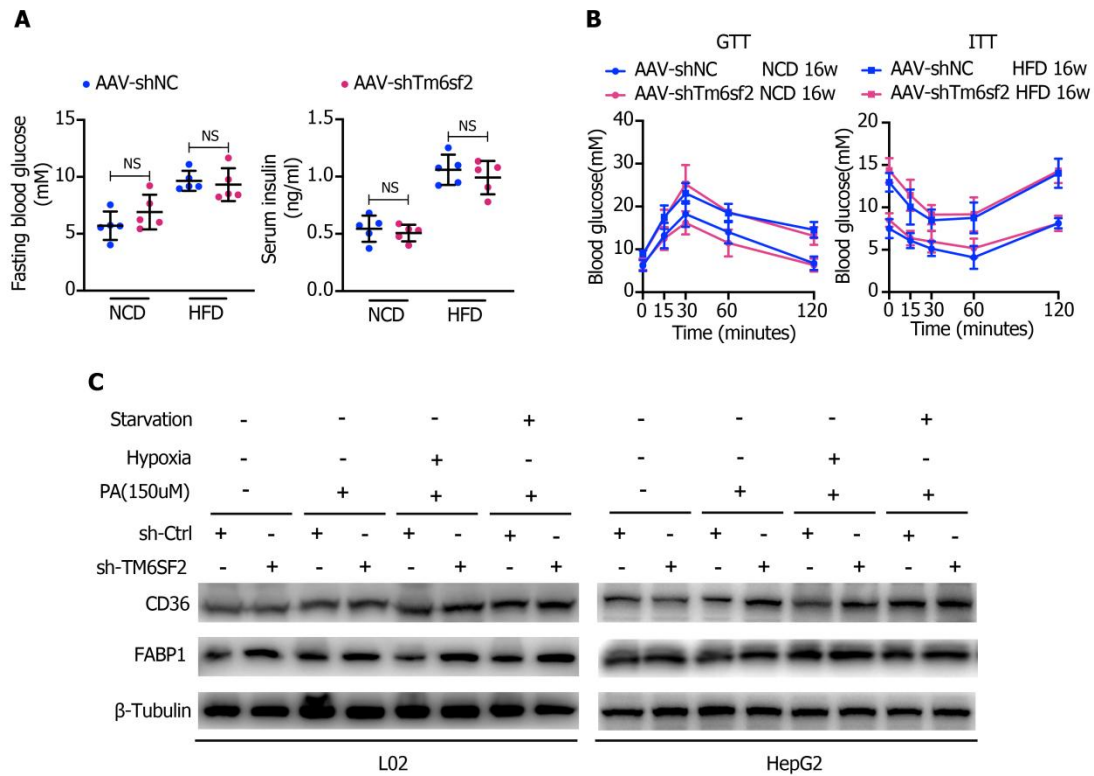 A
AAV-shNC
AAV-shTm6sf2
Fasting blood glucose
(mM)
15
10
5
0
NS
NS
NCD
HFD
Serum insulin
(ng/ml)
1.5
1.0
0.5
0.0
NS
NS
NCD
HFD
B
GTT
ITT
AAV-shNC NCD 16w
AAV-shTm6sf2 NCD 16w
AAV-shNC HFD 16w
AAV-shTm6sf2 HFD 16w
Blood glucose(mM)
40
30
20
10
0
0 15 30 60 120
Time (minutes)
Blood glucose(mM)
20
15
10
5
0
0 15 30 60 120
Time (minutes)
C
Starvation - - - + - - - +
Hypoxia - - + - - - + -
PA(150uM) - + + + - + + +
sh-Ctrl + - + - + - + - + - + - + - + -
sh-TM6SF2 - + - + - + - + - + - + - + - +
CD36
FABP1
β-Tubulin
L02
HepG2